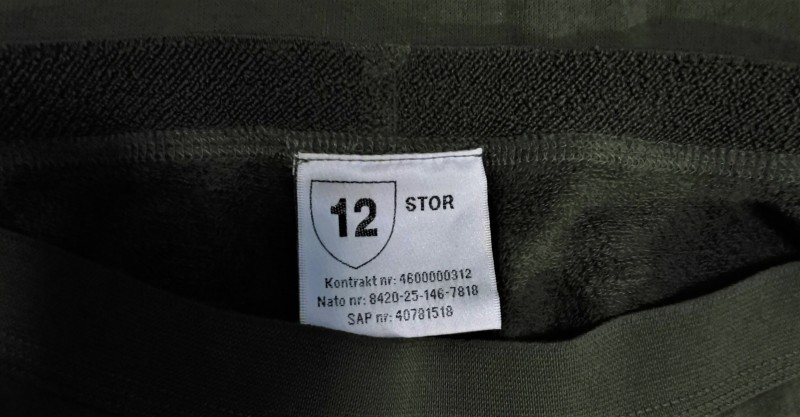 12 STOR
Kontrakt nr: 4600000312
Nato nr: 8420-25-146-7818
SAP nr: 40781518